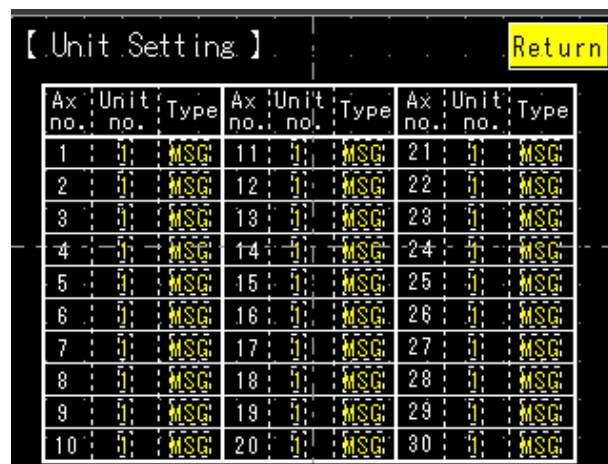 【 Unit Setting 】 Return
Ax no. Unit no. Type Ax no. Unit no. Type Ax no. Unit no. Type
1 1 MSG 11 1 MSG 21 1 MSG
2 1 MSG 12 1 MSG 22 1 MSG
3 1 MSG 13 1 MSG 23 1 MSG
4 1 MSG 14 1 MSG 24 1 MSG
5 1 MSG 15 1 MSG 25 1 MSG
6 1 MSG 16 1 MSG 26 1 MSG
7 1 MSG 17 1 MSG 27 1 MSG
8 1 MSG 18 1 MSG 28 1 MSG
9 1 MSG 19 1 MSG 29 1 MSG
10 1 MSG 20 1 MSG 30 1 MSG